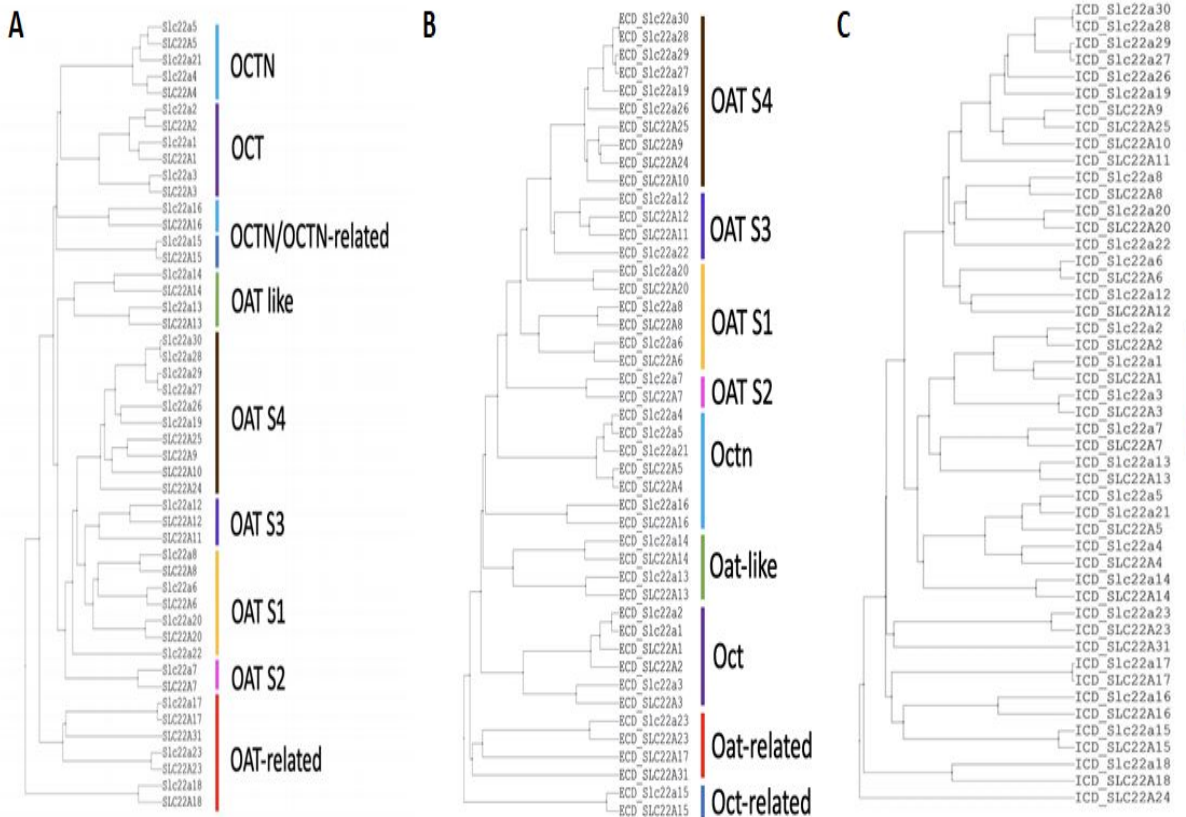 A
Slc22a5
SLC22A5
Slc22a21
Slc22a4
SLC22A4
OCTN
Slc22a2
SLC22A2
Slc22a1
SLC22A1
Slc22a3
SLC22A3
OCT
Slc22a16
SLC22A16
Slc22a15
SLC22A15
OCTN/OCTN-related
Slc22a14
SLC22A14
Slc22a13
SLC22A13
OAT like
Slc22a30
Slc22a28
Slc22a29
Slc22a27
Slc22a26
Slc22a19
SLC22A25
SLC22A9
SLC22A10
SLC22A24
OAT S4
Slc22a12
SLC22A12
SLC22A11
OAT S3
Slc22a8
SLC22A8
Slc22a6
SLC22A6
Slc22a20
SLC22A20
Slc22a22
OAT S1
Slc22a7
SLC22A7
OAT S2
Slc22a17
SLC22A17
SLC22A31
Slc22a23
SLC22A23
Slc22a18
SLC22A18
OAT-related
B
ECD_Slc22a30
ECD_Slc22a28
ECD_Slc22a29
ECD_Slc22a27
ECD_Slc22a19
ECD_Slc22a26
ECD_SLC22A25
ECD_SLC22A9
ECD_SLC22A24
ECD_SLC22A10
OAT S4
ECD_Slc22a12
ECD_SLC22A12
ECD_SLC22A11
ECD_Slc22a22
OAT S3
ECD_Slc22a20
ECD_SLC22A20
ECD_Slc22a8
ECD_SLC22A8
ECD_Slc22a6
ECD_SLC22A6
OAT S1
ECD_Slc22a7
ECD_SLC22A7
OAT S2
ECD_Slc22a4
ECD_Slc22a5
ECD_Slc22a21
ECD_SLC22A5
ECD_SLC22A4
ECD_Slc22a16
ECD_SLC22A16
Octn
ECD_Slc22a14
ECD_SLC22A14
ECD_Slc22a13
ECD_SLC22A13
Oat-like
ECD_Slc22a2
ECD_Slc22a1
ECD_SLC22A1
ECD_SLC22A2
ECD_Slc22a3
ECD_SLC22A3
Oct
ECD_Slc22a23
ECD_SLC22A23
ECD_SLC22A17
ECD_SLC22A31
Oat-related
ECD_Slc22a15
ECD_SLC22A15
Oct-related
C
ICD_Slc22a30
ICD_Slc22a28
ICD_Slc22a29
ICD_Slc22a27
ICD_Slc22a26
ICD_Slc22a19
ICD_SLC22A9
ICD_SLC22A25
ICD_SLC22A10
ICD_SLC22A11
ICD_Slc22a8
ICD_SLC22A8
ICD_Slc22a20
ICD_SLC22A20
ICD_Slc22a22
ICD_Slc22a6
ICD_SLC22A6
ICD_Slc22a12
ICD_SLC22A12
ICD_Slc22a2
ICD_SLC22A2
ICD_Slc22a1
ICD_SLC22A1
ICD_Slc22a3
ICD_SLC22A3
ICD_Slc22a7
ICD_SLC22A7
ICD_Slc22a13
ICD_SLC22A13
ICD_Slc22a5
ICD_Slc22a21
ICD_SLC22A5
ICD_Slc22a4
ICD_SLC22A4
ICD_Slc22a14
ICD_SLC22A14
ICD_Slc22a23
ICD_SLC22A23
ICD_SLC22A31
ICD_Slc22a17
ICD_SLC22A17
ICD_Slc22a16
ICD_SLC22A16
ICD_Slc22a15
ICD_SLC22A15
ICD_Slc22a18
ICD_SLC22A18
ICD_SLC22A24